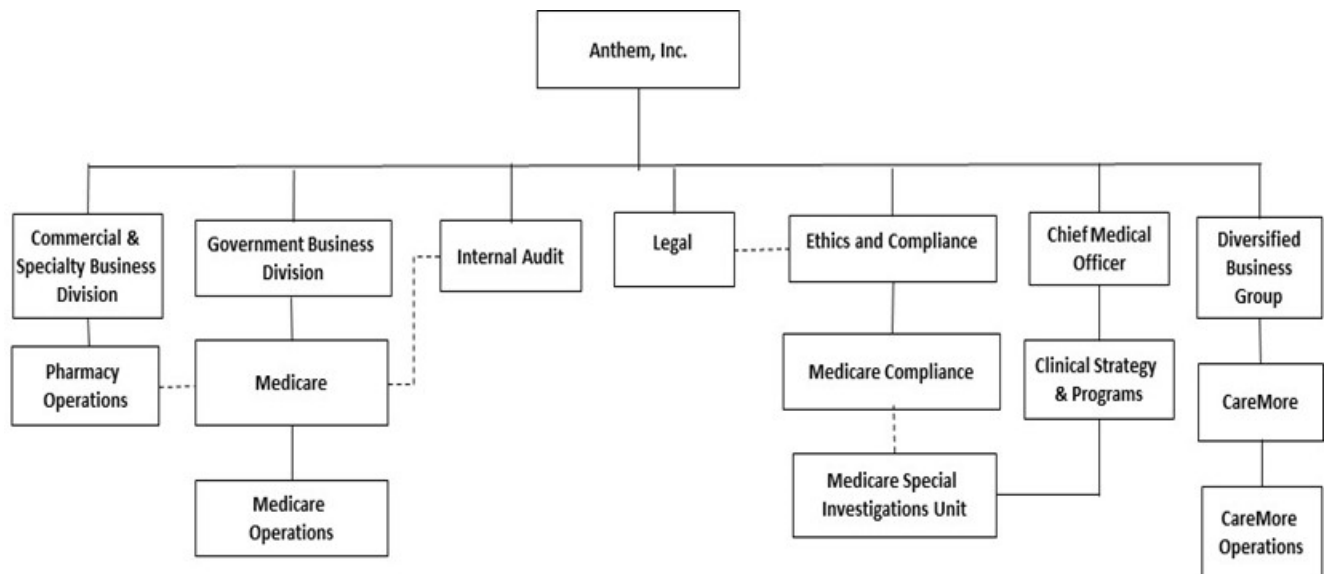 Anthem, Inc.
Commercial &
Specialty Business
Division
Government Business
Division
Internal Audit
Legal
Ethics and Compliance
Chief Medical
Officer
Diversified
Business
Group
Pharmacy
Operations
Medicare
Medicare Compliance
Clinical Strategy
& Programs
CareMore
Medicare
Operations
Medicare Special
Investigations Unit
CareMore
Operations